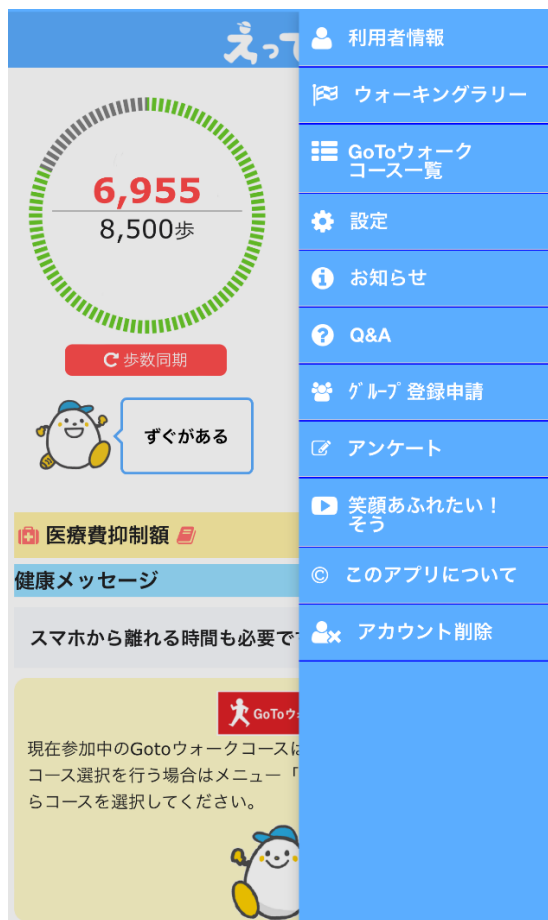 えって
6,955
8,500歩
歩数同期
ずぐがある
医療費抑制額
健康メッセージ
スマホから離れる時間も必要で
GoToウ
現在参加中のGotoウォークコースに
コース選択を行う場合はメニュー「
らコースを選択してください。
利用者情報
ウォーキングラリー
GoToウォーク
コース一覧
設定
お知らせ
Q&A
グループ登録申請
アンケート
笑顔あふれたい!
そう
© このアプリについて
アカウント削除